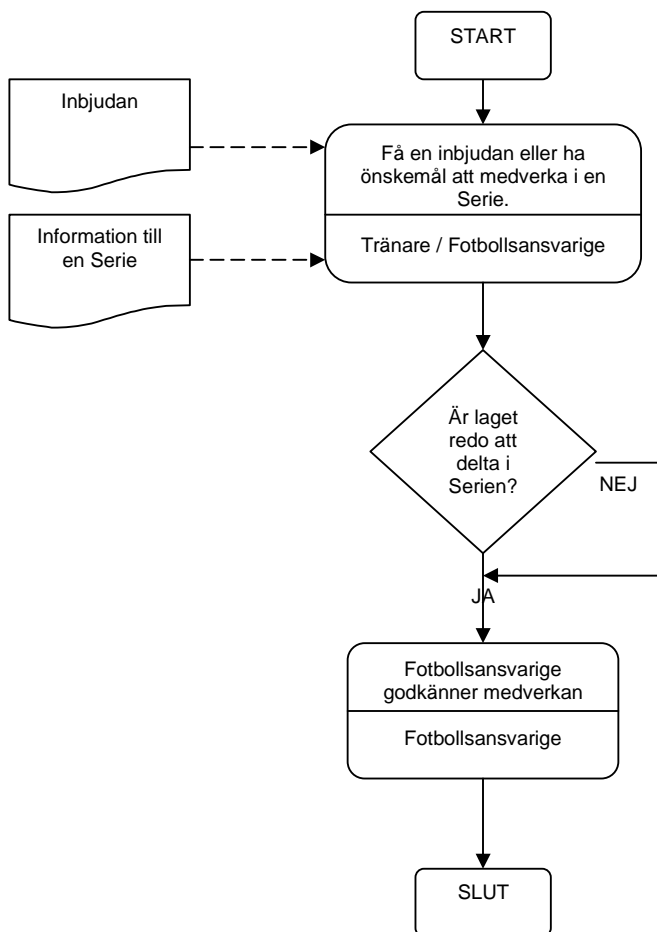 START
Inbjudan
Få en inbjudan eller ha
önskemål att medverka i en
Serie.
Tränare / Fotbollsansvarige
Information till
en Serie
Är laget
redo att
delta i
Serien?
NEJ
JA
Fotbollsansvarige
godkänner medverkan
Fotbollsansvarige
SLUT